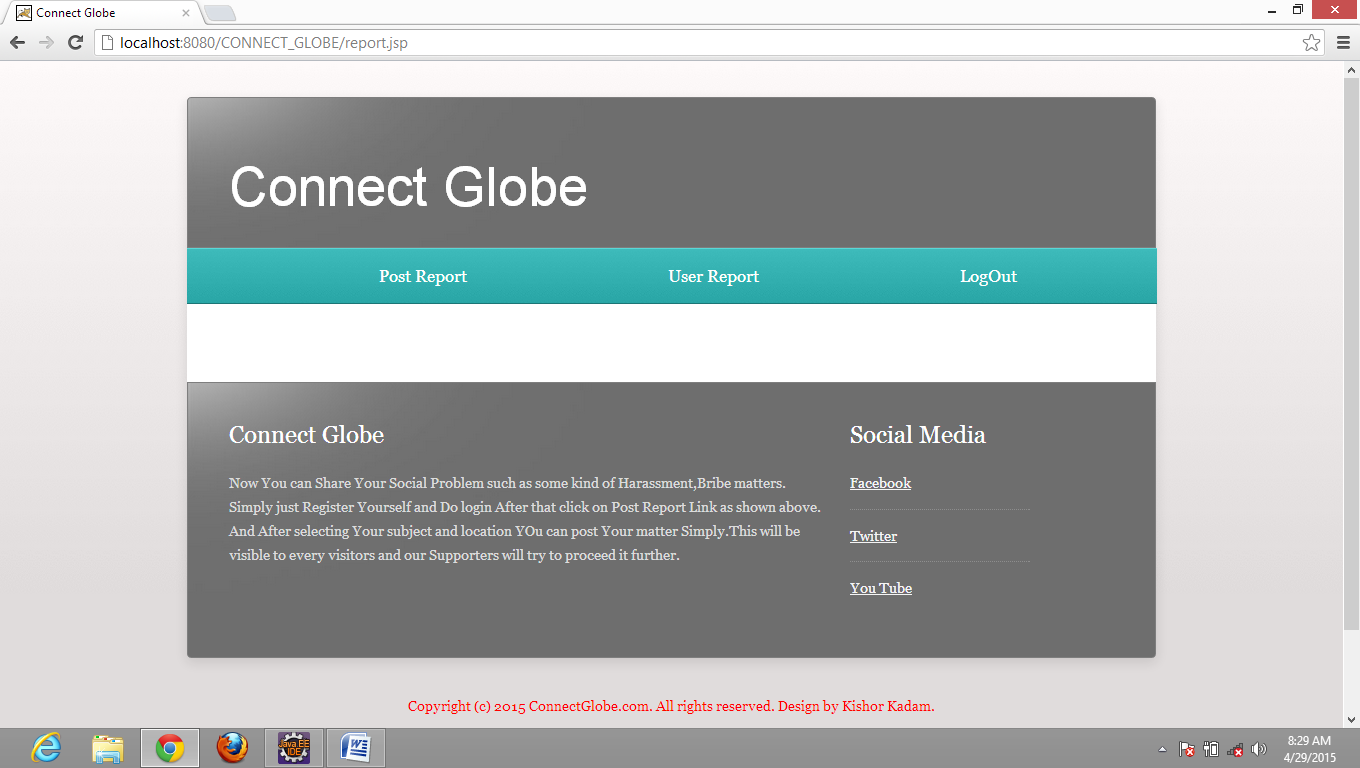 Connect Globe
localhost:8080/CONNECT_GLOBE/report.jsp
Connect Globe
Post Report
User Report
LogOut
Connect Globe
Now You can Share Your Social Problem such as some kind of Harassment,Bribe matters.
Simply just Register Yourself and Do login After that click on Post Report Link as shown above.
And After selecting Your subject and location YOu can post Your matter Simply.This will be
visible to every visitors and our Supporters will try to proceed it further.
Social Media
Facebook
Twitter
You Tube
Copyright (c) 2015 ConnectGlobe.com. All rights reserved. Design by Kishor Kadam.
Java EE
IDE
8:29 AM
4/29/2015